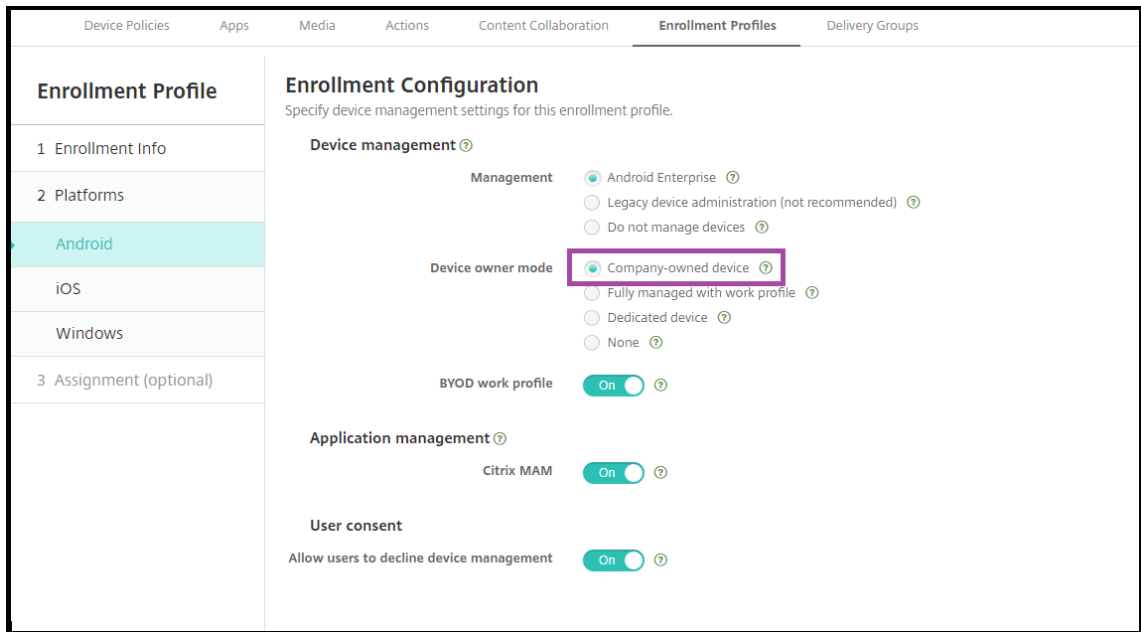 Device Policies Apps Media Actions Content Collaboration Enrollment Profiles Delivery Groups
Enrollment Profile
1 Enrollment Info
2 Platforms
Android
iOS
Windows
3 Assignment (optional)
Enrollment Configuration
Specify device management settings for this enrollment profile.
Device management ?
Management Android Enterprise ?
Legacy device administration (not recommended) ?
Do not manage devices ?
Device owner mode Company-owned device ?
Fully managed with work profile ?
Dedicated device ?
None ?
BYOD work profile On ?
Application management ?
Citrix MAM On ?
User consent
Allow users to decline device management On ?